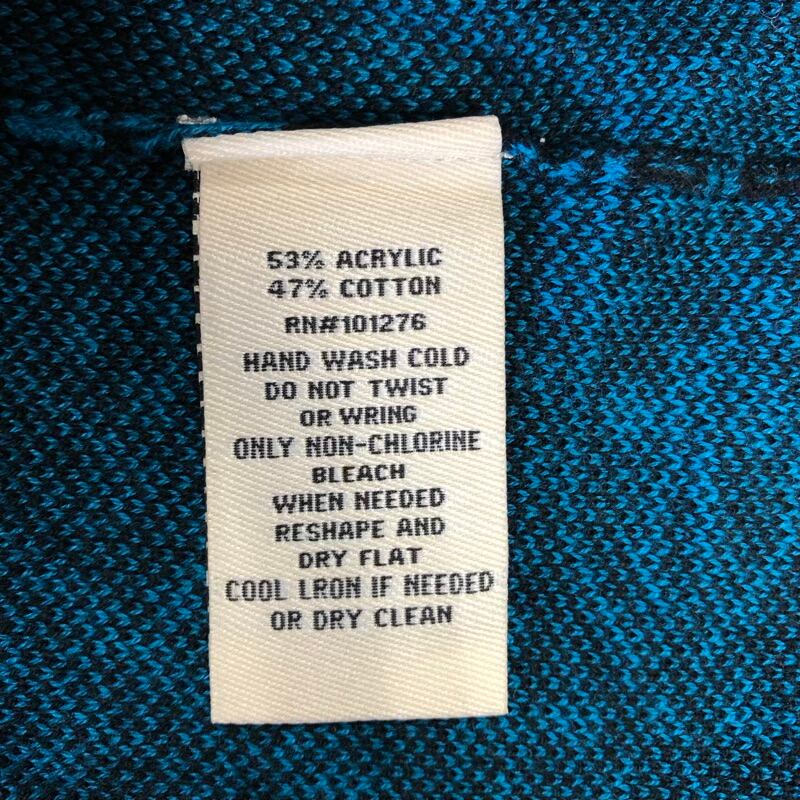 53% ACRYLIC
47% COTTON
RN#101276
HAND WASH COLD
DO NOT TWIST
OR WRING
ONLY NON-CHLORINE
BLEACH
WHEN NEEDED
RESHAPE AND
DRY FLAT
COOL LRON IF NEEDED
OR DRY CLEAN